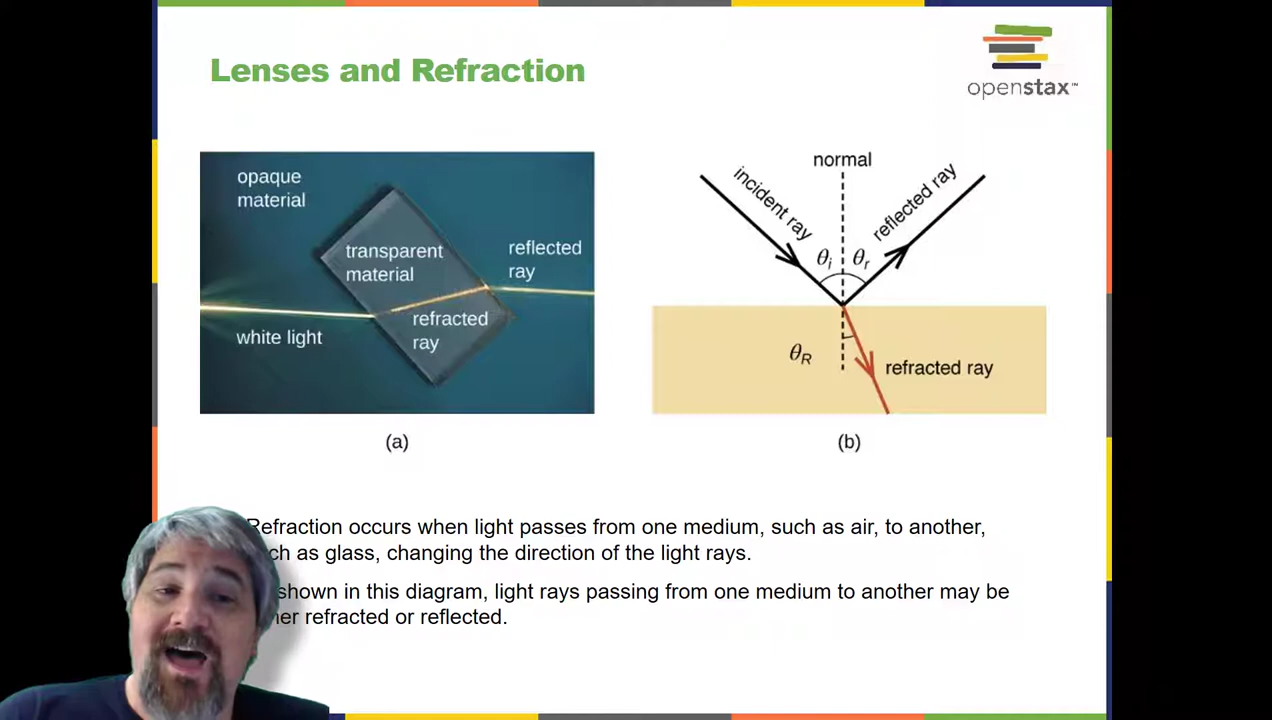 Lenses and Refraction
openstax™
opaque
material
transparent
material
reflected
ray
refracted
ray
white light
(a)
normal
incident ray
reflected ray
θi
θr
θR
refracted ray
(b)
Refraction occurs when light passes from one medium, such as air, to another,
as glass, changing the direction of the light rays.
shown in this diagram, light rays passing from one medium to another may be
refracted or reflected.